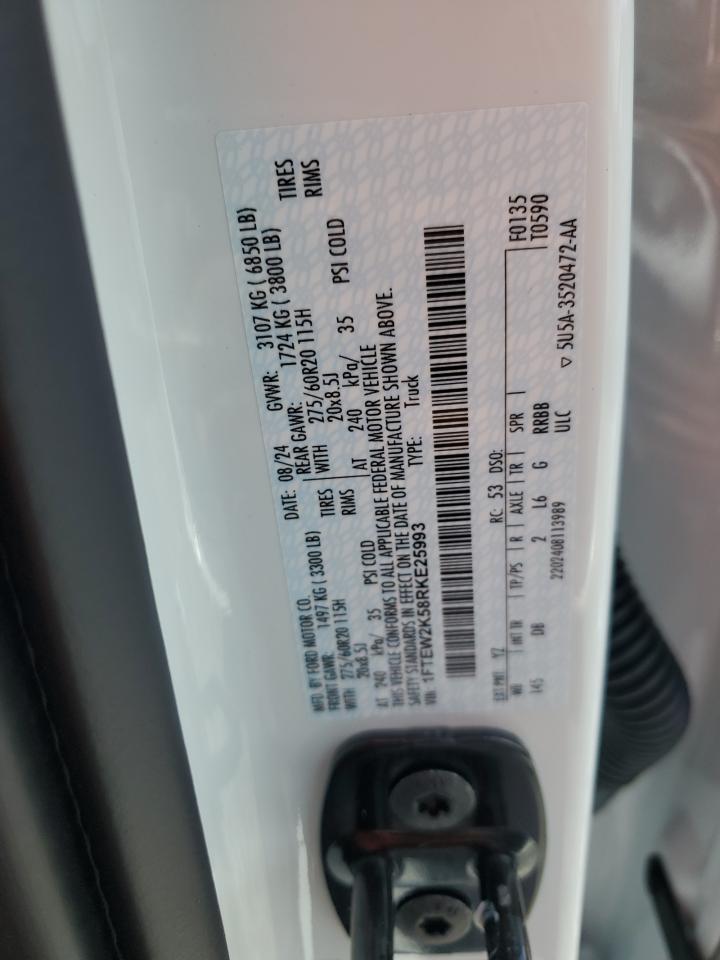 MFD. BY FORD MOTOR CO.
DATE: 08/24 GVWR: 3107 KG ( 6850 LB)
FRONT GAWR: 1497 KG ( 3300 LB) REAR GAWR: 1724 KG ( 3800 LB)
WITH 275/60R20 115H TIRES WITH 275/60R20 115H TIRES
20x8.5J RIMS 20x8.5J RIMS
AT 240 kPa/ 35 PSI COLD AT 240 kPa/ 35 PSI COLD
THIS VEHICLE CONFORMS TO ALL APPLICABLE FEDERAL MOTOR VEHICLE
SAFETY STANDARDS IN EFFECT ON THE DATE OF MANUFACTURE SHOWN ABOVE.
VIN: 1FTEW2K58RKE25993 TYPE: Truck
EXT PNT: YZ RC: 53 DSO: F0135
WB INT TR TP/PS R AXLE TR SPR T0590
145 DB 2 L6 G RRBB
2202408113989 ULC ▽ 5U5A-3520472-AA